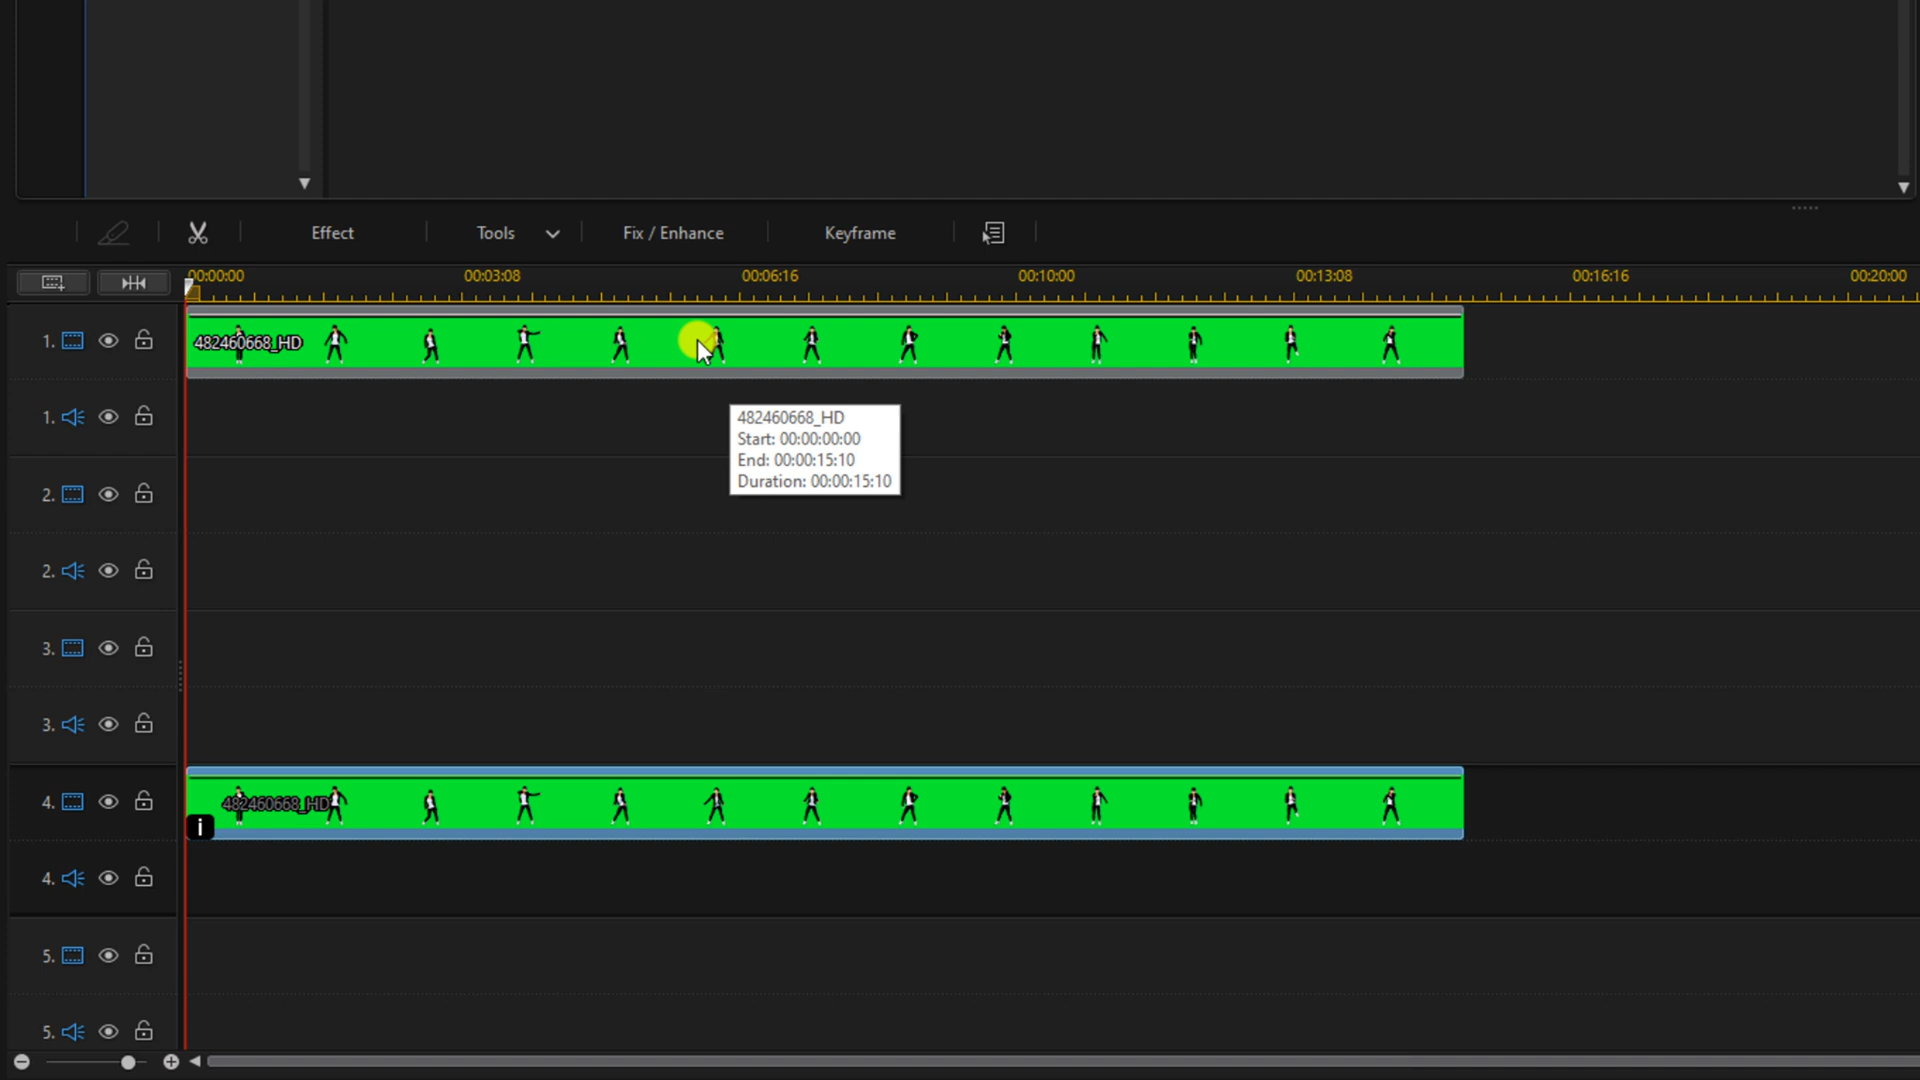 Effect Tools Fix / Enhance Keyframe
00:00:00 00:03:08 00:06:16 00:10:00 00:13:08 00:16:16 00:20:00
1.
482460668_HD
1.
482460668_HD
Start: 00:00:00:00
End: 00:00:15:10
Duration: 00:00:15:10
2.
2.
3.
3.
4.
482460668_HD
i
4.
5.
5.